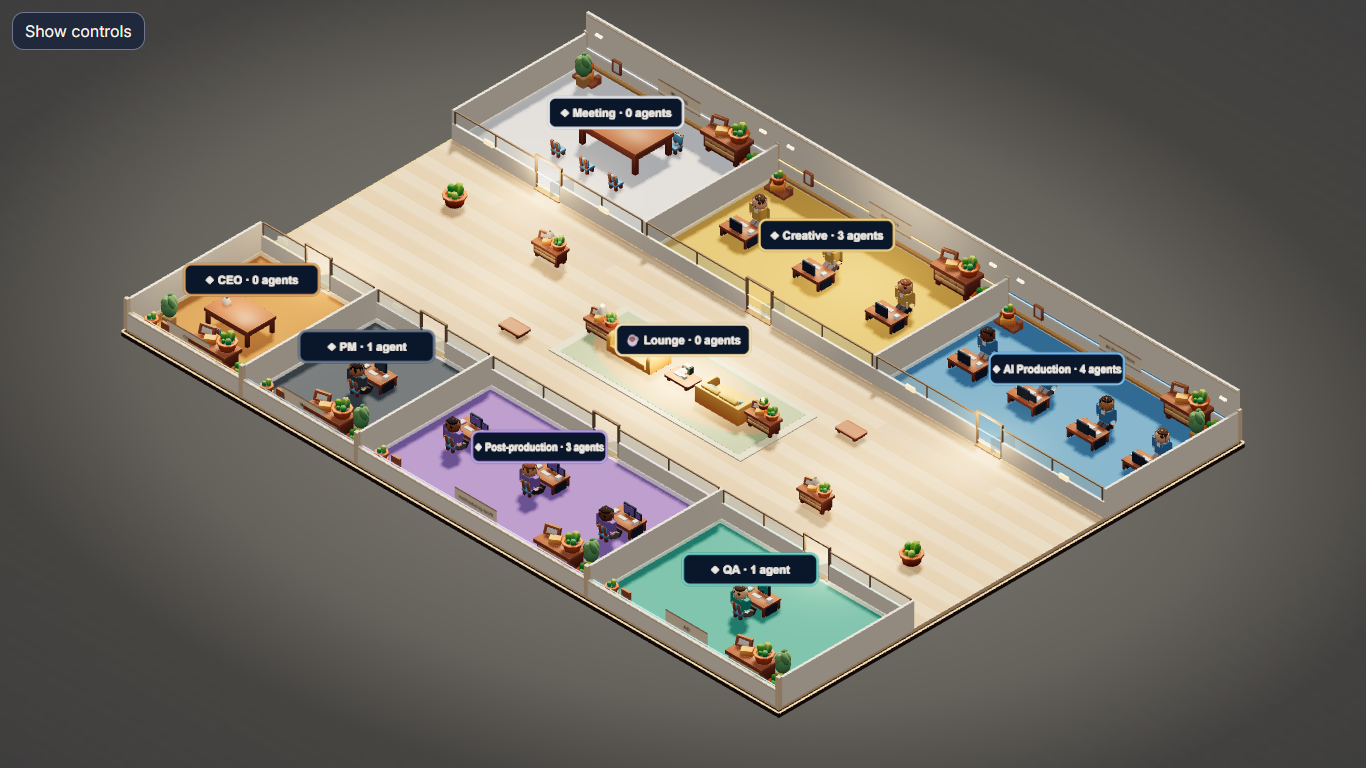 Show controls
◆ Meeting · 0 agents
◆ Creative · 3 agents
◆ CEO · 0 agents
◆ PM · 1 agent
Lounge · 0 agents
◆ AI Production · 4 agents
◆ Post-production · 3 agents
◆ QA · 1 agent